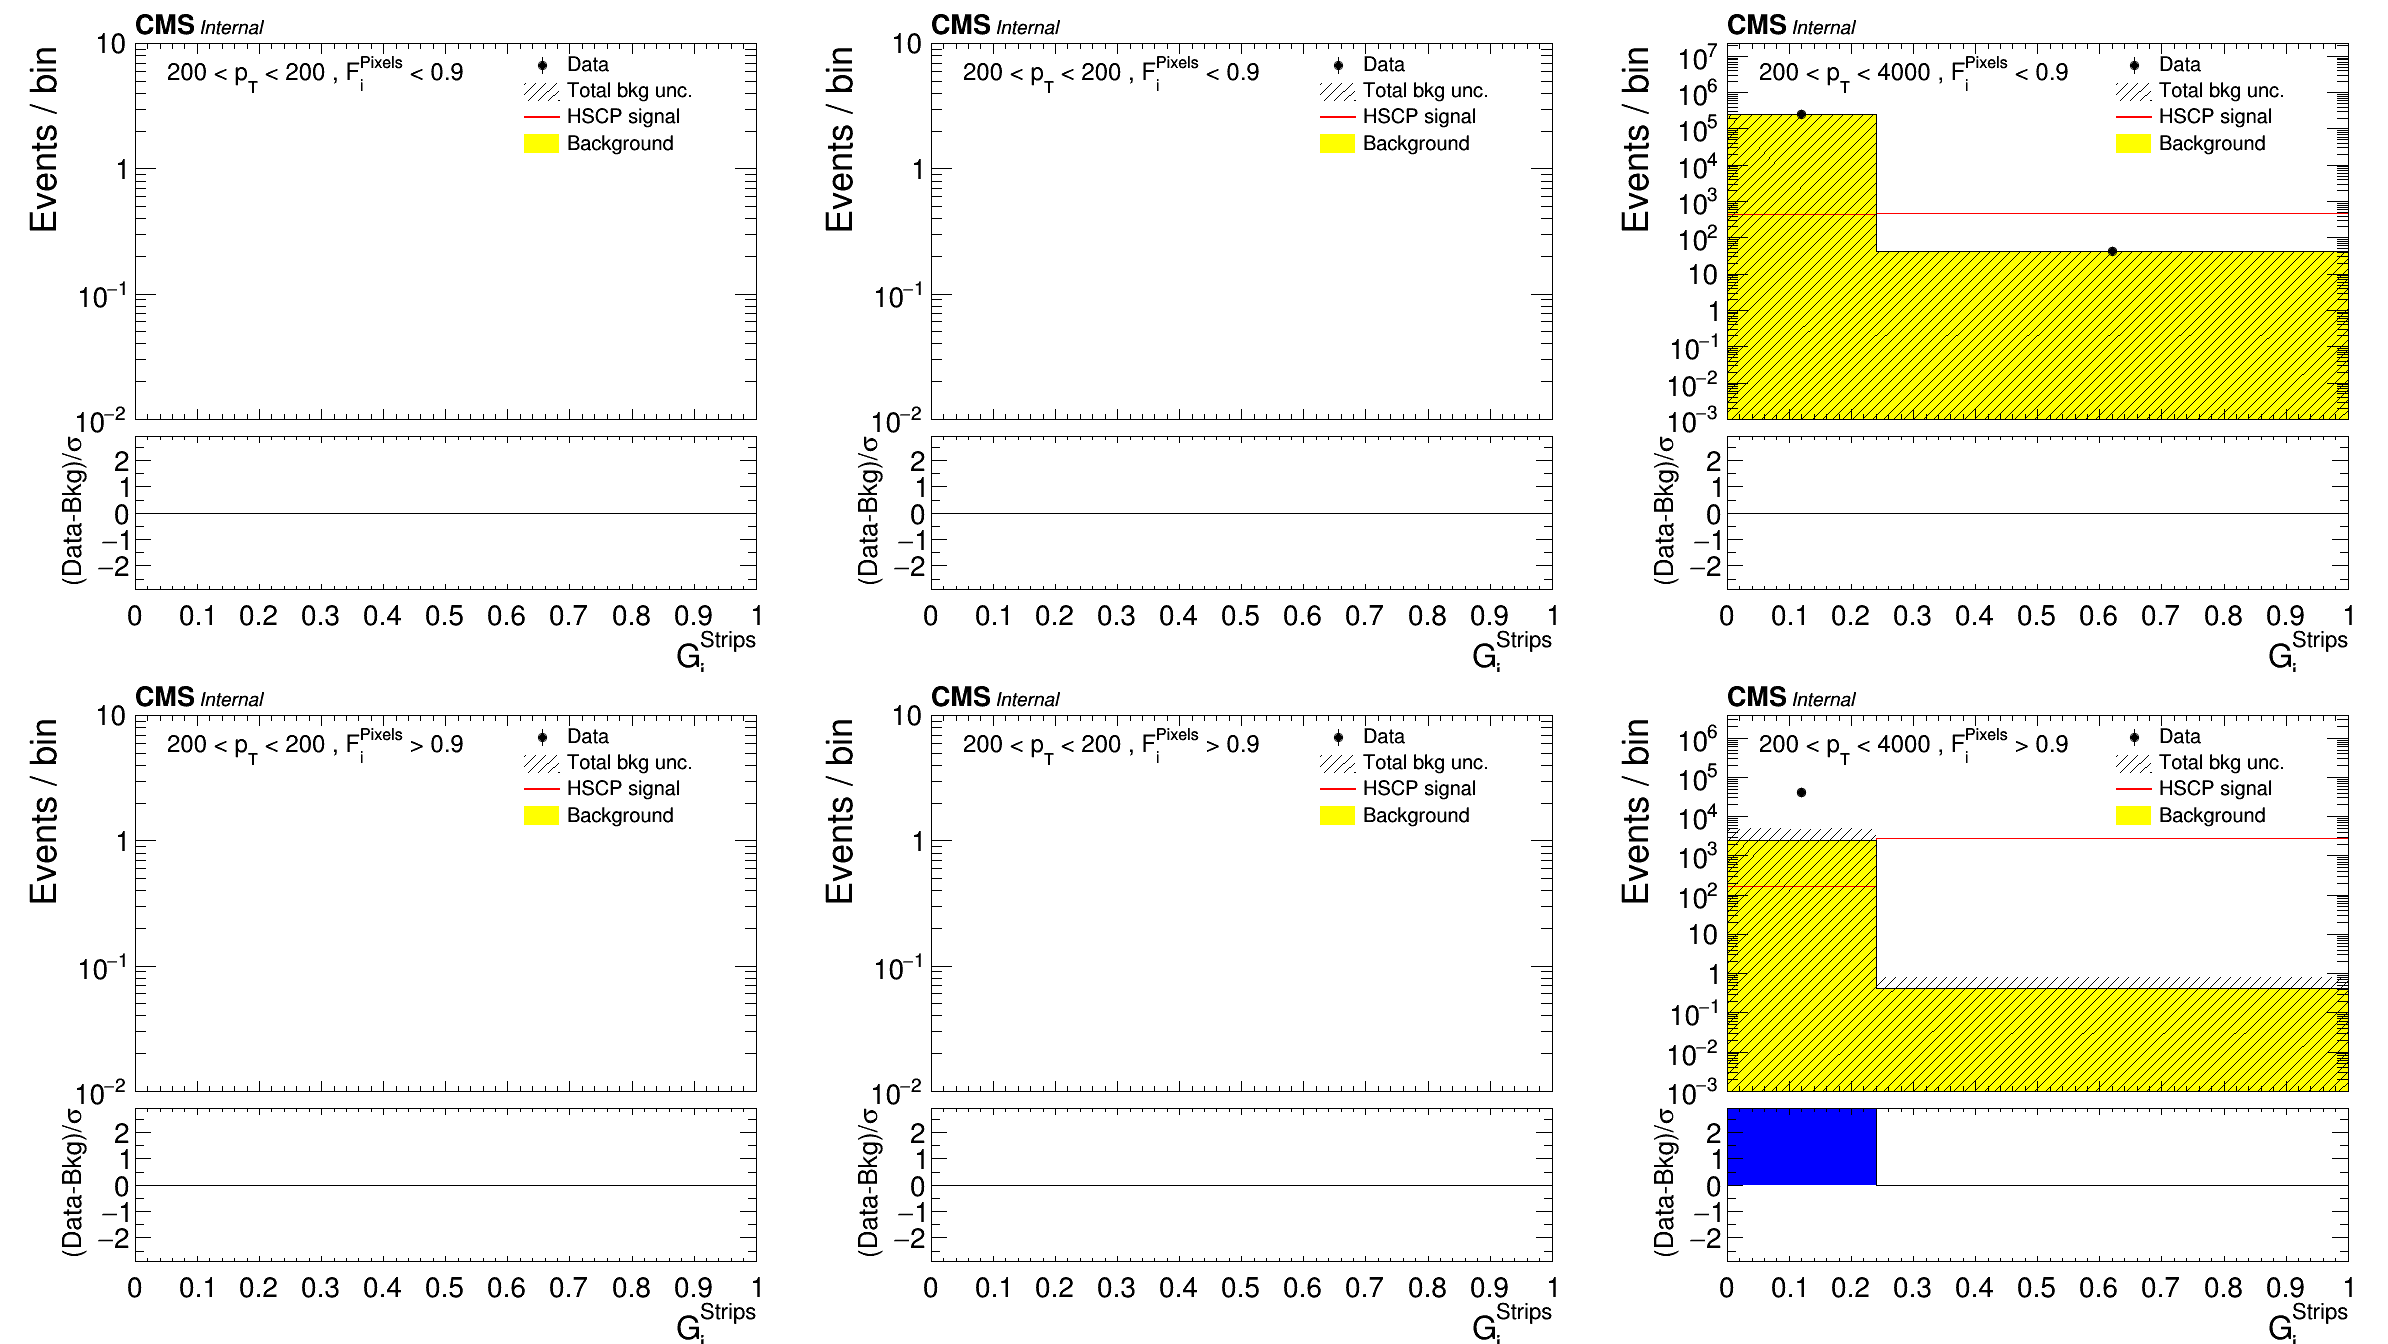 CMS Internal
Events / bin
200 < p_T < 200 , F_i^Pixels < 0.9
Data
Total bkg unc.
HSCP signal
Background
10
1
10^−1
10^−2
(Data-Bkg)/σ
2
1
0
−1
−2
0 0.1 0.2 0.3 0.4 0.5 0.6 0.7 0.8 0.9 1
G_i^Strips
CMS Internal
Events / bin
200 < p_T < 200 , F_i^Pixels < 0.9
Data
Total bkg unc.
HSCP signal
Background
10
1
10^−1
10^−2
(Data-Bkg)/σ
2
1
0
−1
−2
0 0.1 0.2 0.3 0.4 0.5 0.6 0.7 0.8 0.9 1
G_i^Strips
CMS Internal
Events / bin
200 < p_T < 4000 , F_i^Pixels < 0.9
Data
Total bkg unc.
HSCP signal
Background
10^7
10^6
10^5
10^4
10^3
10^2
10
1
10^−1
10^−2
10^−3
(Data-Bkg)/σ
2
1
0
−1
−2
0 0.1 0.2 0.3 0.4 0.5 0.6 0.7 0.8 0.9 1
G_i^Strips
CMS Internal
Events / bin
200 < p_T < 200 , F_i^Pixels > 0.9
Data
Total bkg unc.
HSCP signal
Background
10
1
10^−1
10^−2
(Data-Bkg)/σ
2
1
0
−1
−2
0 0.1 0.2 0.3 0.4 0.5 0.6 0.7 0.8 0.9 1
G_i^Strips
CMS Internal
Events / bin
200 < p_T < 200 , F_i^Pixels > 0.9
Data
Total bkg unc.
HSCP signal
Background
10
1
10^−1
10^−2
(Data-Bkg)/σ
2
1
0
−1
−2
0 0.1 0.2 0.3 0.4 0.5 0.6 0.7 0.8 0.9 1
G_i^Strips
CMS Internal
Events / bin
200 < p_T < 4000 , F_i^Pixels > 0.9
Data
Total bkg unc.
HSCP signal
Background
10^6
10^5
10^4
10^3
10^2
10
1
10^−1
10^−2
10^−3
(Data-Bkg)/σ
2
1
0
−1
−2
0 0.1 0.2 0.3 0.4 0.5 0.6 0.7 0.8 0.9 1
G_i^Strips